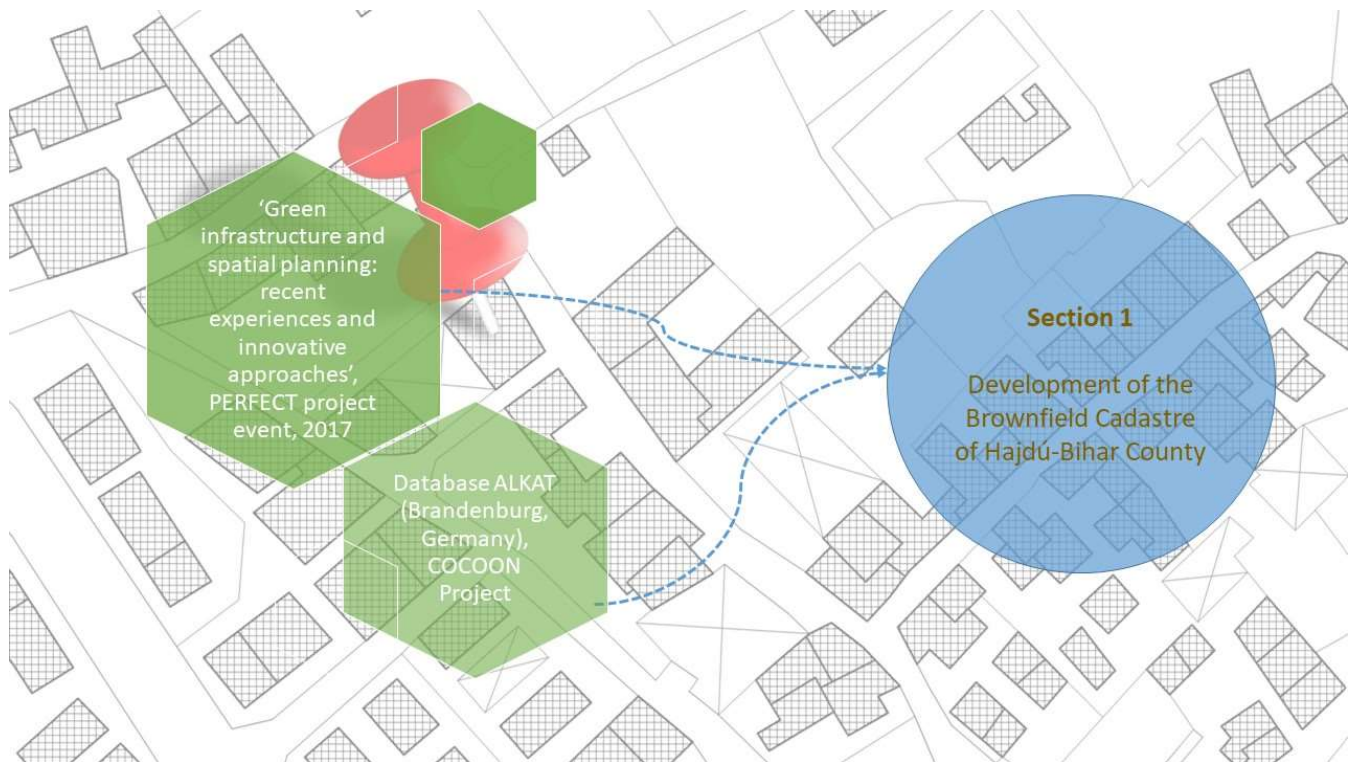 ‘Green
infrastructure and
spatial planning:
recent
experiences and
innovative
approaches’,
PERFECT project
event, 2017
Database ALKAT
(Brandenburg,
Germany),
COCOON
Project
Section 1
Development of the
Brownfield Cadastre
of Hajdú-Bihar County